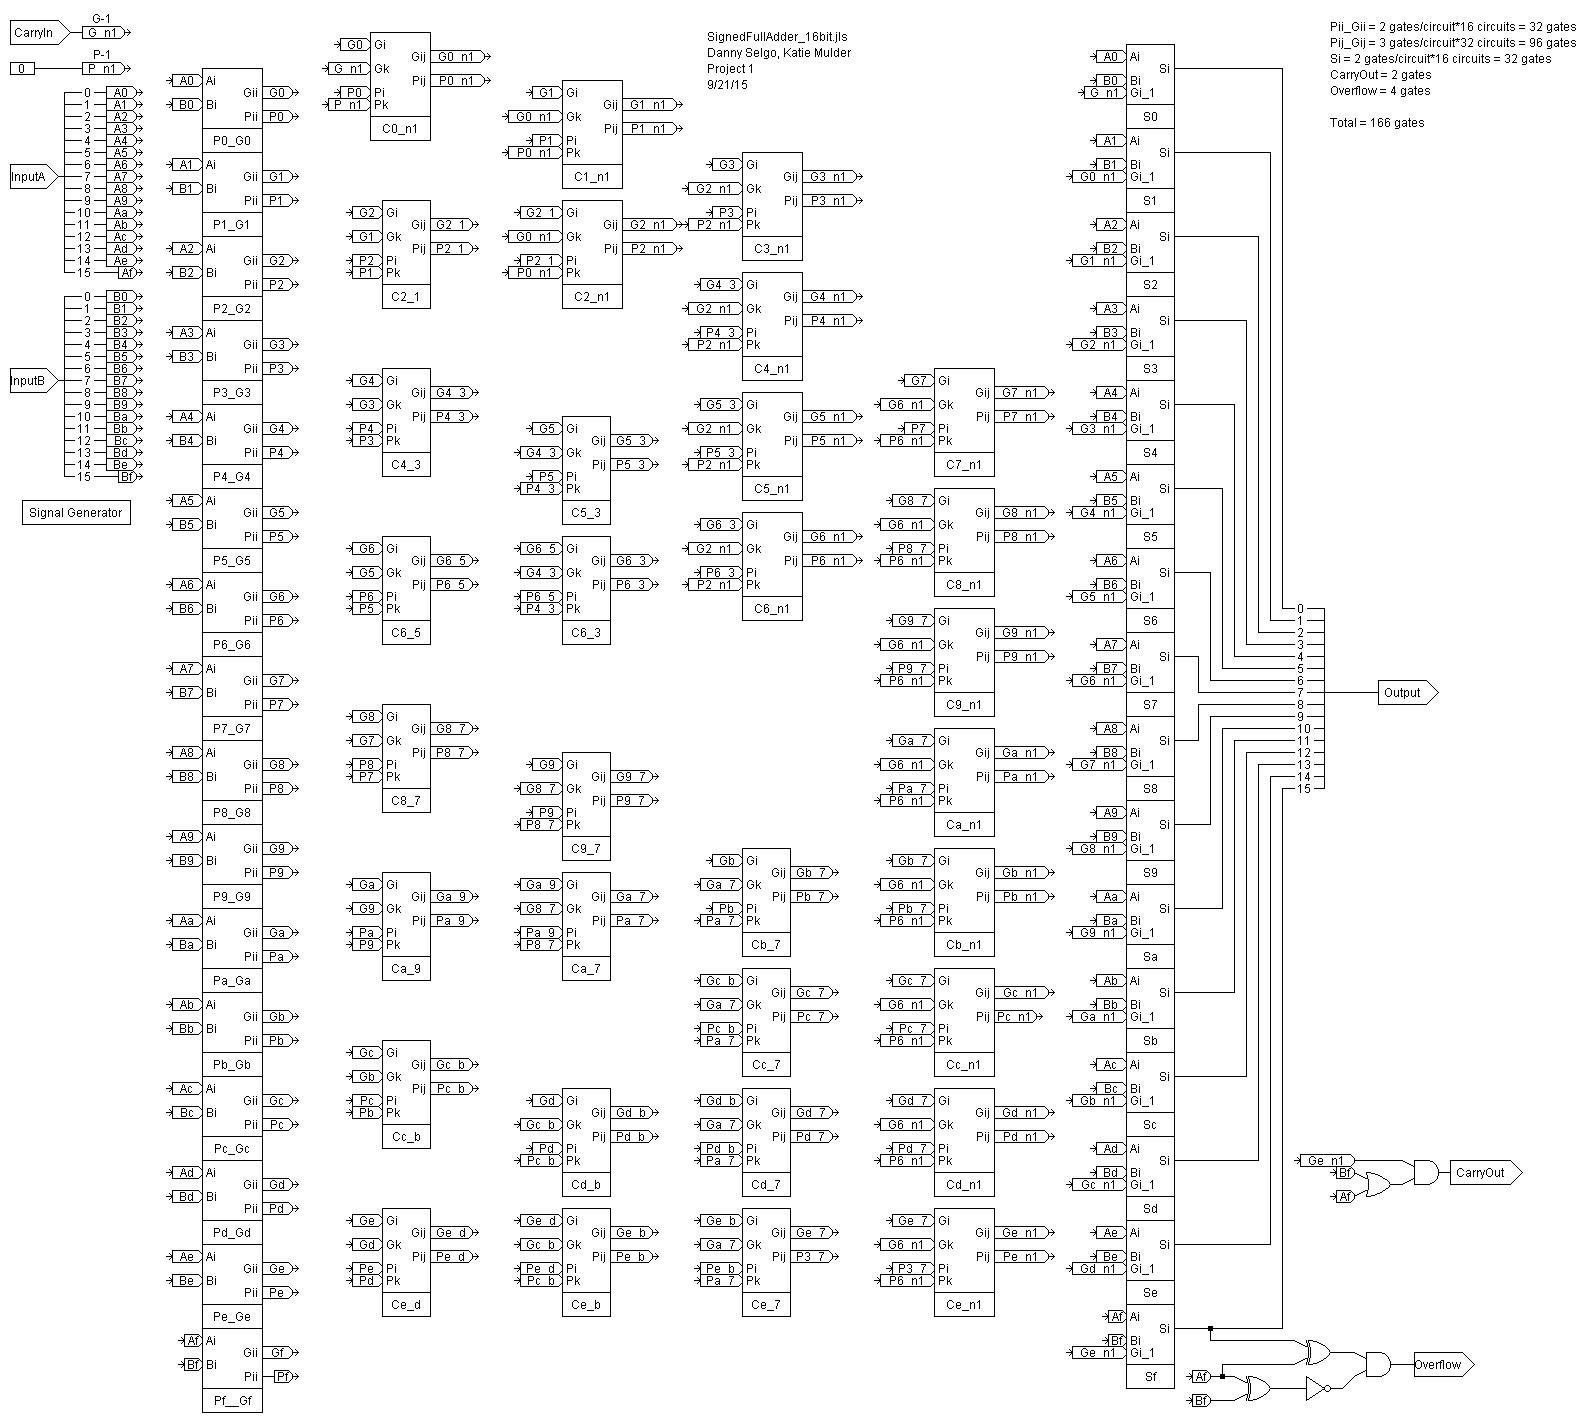 G-1
CarryIn
G_n1
P-1
0
P_n1
SignedFullAdder_16bit.jls
Danny Selgo, Katie Mulder
Project 1
9/21/15
Pii_Gii = 2 gates/circuit*16 circuits = 32 gates
Pij_Gij = 3 gates/circuit*32 circuits = 96 gates
Si = 2 gates/circuit*16 circuits = 32 gates
CarryOut = 2 gates
Overflow = 4 gates
Total = 166 gates
InputA
0 A0
1 A1
2 A2
3 A3
4 A4
5 A5
6 A6
7 A7
8 A8
9 A9
10 Aa
11 Ab
12 Ac
13 Ad
14 Ae
15 Af
InputB
0 B0
1 B1
2 B2
3 B3
4 B4
5 B5
6 B6
7 B7
8 B8
9 B9
10 Ba
11 Bb
12 Bc
13 Bd
14 Be
15 Bf
Signal Generator
A0 Ai B0 Bi Gii G0 Pii P0 P0_G0
A1 Ai B1 Bi Gii G1 Pii P1 P1_G1
A2 Ai B2 Bi Gii G2 Pii P2 P2_G2
A3 Ai B3 Bi Gii G3 Pii P3 P3_G3
A4 Ai B4 Bi Gii G4 Pii P4 P4_G4
A5 Ai B5 Bi Gii G5 Pii P5 P5_G5
A6 Ai B6 Bi Gii G6 Pii P6 P6_G6
A7 Ai B7 Bi Gii G7 Pii P7 P7_G7
A8 Ai B8 Bi Gii G8 Pii P8 P8_G8
A9 Ai B9 Bi Gii G9 Pii P9 P9_G9
Aa Ai Ba Bi Gii Ga Pii Pa Pa_Ga
Ab Ai Bb Bi Gii Gb Pii Pb Pb_Gb
Ac Ai Bc Bi Gii Gc Pii Pc Pc_Gc
Ad Ai Bd Bi Gii Gd Pii Pd Pd_Gd
Ae Ai Be Bi Gii Ge Pii Pe Pe_Ge
Af Ai Bf Bi Gii Gf Pii Pf Pf__Gf
G0 Gi G_n1 Gk P0 Pi P_n1 Pk Gij G0_n1 Pij P0_n1 C0_n1
G2 Gi G1 Gk P2 Pi P1 Pk Gij G2_1 Pij P2_1 C2_1
G4 Gi G3 Gk P4 Pi P3 Pk Gij G4_3 Pij P4_3 C4_3
G6 Gi G5 Gk P6 Pi P5 Pk Gij G6_5 Pij P6_5 C6_5
G8 Gi G7 Gk P8 Pi P7 Pk Gij G8_7 Pij P8_7 C8_7
Ga Gi G9 Gk Pa Pi P9 Pk Gij Ga_9 Pij Pa_9 Ca_9
Gc Gi Gb Gk Pc Pi Pb Pk Gij Gc_b Pij Pc_b Cc_b
Ge Gi Gd Gk Pe Pi Pd Pk Gij Ge_d Pij Pe_d Ce_d
G1 Gi G0_n1 Gk P1 Pi P0_n1 Pk Gij G1_n1 Pij P1_n1 C1_n1
G2_1 Gi G0_n1 Gk P2_1 Pi P0_n1 Pk Gij G2_n1 Pij P2_n1 C2_n1
G5 Gi G4_3 Gk P5 Pi P4_3 Pk Gij G5_3 Pij P5_3 C5_3
G6_5 Gi G4_3 Gk P6_5 Pi P4_3 Pk Gij G6_3 Pij P6_3 C6_3
G9 Gi G8_7 Gk P9 Pi P8_7 Pk Gij G9_7 Pij P9_7 C9_7
Ga_9 Gi G8_7 Gk Pa_9 Pi P8_7 Pk Gij Ga_7 Pij Pa_7 Ca_7
Gd Gi Gc_b Gk Pd Pi Pc_b Pk Gij Gd_b Pij Pd_b Cd_b
Ge_d Gi Gc_b Gk Pe_d Pi Pc_b Pk Gij Ge_b Pij Pe_b Ce_b
G3 Gi G2_n1 Gk P3 Pi P2_n1 Pk Gij G3_n1 Pij P3_n1 C3_n1
G4_3 Gi G2_n1 Gk P4_3 Pi P2_n1 Pk Gij G4_n1 Pij P4_n1 C4_n1
G5_3 Gi G2_n1 Gk P5_3 Pi P2_n1 Pk Gij G5_n1 Pij P5_n1 C5_n1
G6_3 Gi G2_n1 Gk P6_3 Pi P2_n1 Pk Gij G6_n1 Pij P6_n1 C6_n1
Gb Gi Ga_7 Gk Pb Pi Pa_7 Pk Gij Gb_7 Pij Pb_7 Cb_7
Gc_b Gi Ga_7 Gk Pc_b Pi Pa_7 Pk Gij Gc_7 Pij Pc_7 Cc_7
Gd_b Gi Ga_7 Gk Pd_b Pi Pa_7 Pk Gij Gd_7 Pij Pd_7 Cd_7
Ge_b Gi Ga_7 Gk Pe_b Pi Pa_7 Pk Gij Ge_7 Pij P3_7 Ce_7
G7 Gi G6_n1 Gk P7 Pi P6_n1 Pk Gij G7_n1 Pij P7_n1 C7_n1
G8_7 Gi G6_n1 Gk P8_7 Pi P6_n1 Pk Gij G8_n1 Pij P8_n1 C8_n1
G9_7 Gi G6_n1 Gk P9_7 Pi P6_n1 Pk Gij G9_n1 Pij P9_n1 C9_n1
Ga_7 Gi G6_n1 Gk Pa_7 Pi P6_n1 Pk Gij Ga_n1 Pij Pa_n1 Ca_n1
Gb_7 Gi G6_n1 Gk Pb_7 Pi P6_n1 Pk Gij Gb_n1 Pij Pb_n1 Cb_n1
Gc_7 Gi G6_n1 Gk Pc_7 Pi P6_n1 Pk Gij Gc_n1 Pij Pc_n1 Cc_n1
Gd_7 Gi G6_n1 Gk Pd_7 Pi P6_n1 Pk Gij Gd_n1 Pij Pd_n1 Cd_n1
Ge_7 Gi G6_n1 Gk P3_7 Pi P6_n1 Pk Gij Ge_n1 Pij Pe_n1 Ce_n1
A0 Ai B0 Bi G_n1 Gi_1 Si S0
A1 Ai B1 Bi G0_n1 Gi_1 Si S1
A2 Ai B2 Bi G1_n1 Gi_1 Si S2
A3 Ai B3 Bi G2_n1 Gi_1 Si S3
A4 Ai B4 Bi G3_n1 Gi_1 Si S4
A5 Ai B5 Bi G4_n1 Gi_1 Si S5
A6 Ai B6 Bi G5_n1 Gi_1 Si S6
A7 Ai B7 Bi G6_n1 Gi_1 Si S7
A8 Ai B8 Bi G7_n1 Gi_1 Si S8
A9 Ai B9 Bi G8_n1 Gi_1 Si S9
Aa Ai Ba Bi G9_n1 Gi_1 Si Sa
Ab Ai Bb Bi Ga_n1 Gi_1 Si Sb
Ac Ai Bc Bi Gb_n1 Gi_1 Si Sc
Ad Ai Bd Bi Gc_n1 Gi_1 Si Sd
Ae Ai Be Bi Gd_n1 Gi_1 Si Se
Af Ai Bf Bi Ge_n1 Gi_1 Si Sf
0
1
2
3
4
5
6
7
8
9
10
11
12
13
14
15
Output
Ge_n1
Bf
Af
CarryOut
Af
Bf
Overflow